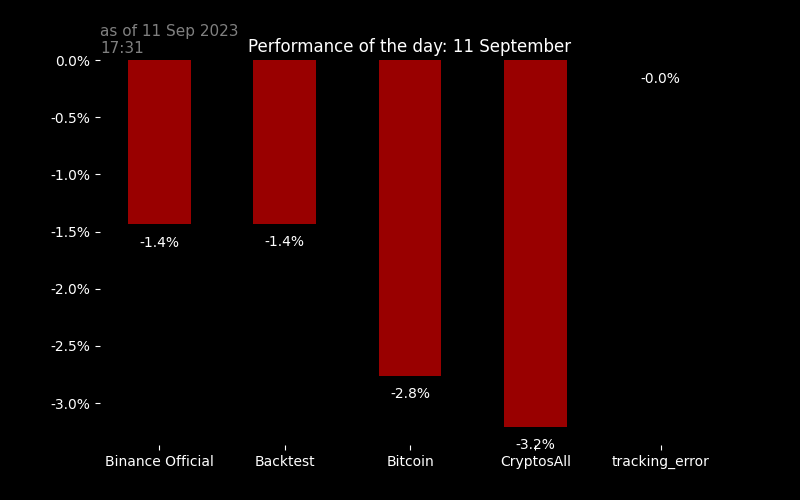 as of 11 Sep 2023
17:31
Performance of the day: 11 September
0.0%
-0.5%
-1.0%
-1.5%
-2.0%
-2.5%
-3.0%
-1.4%
-1.4%
-2.8%
-3.2%
-0.0%
Binance Official
Backtest
Bitcoin
CryptosAll
tracking_error